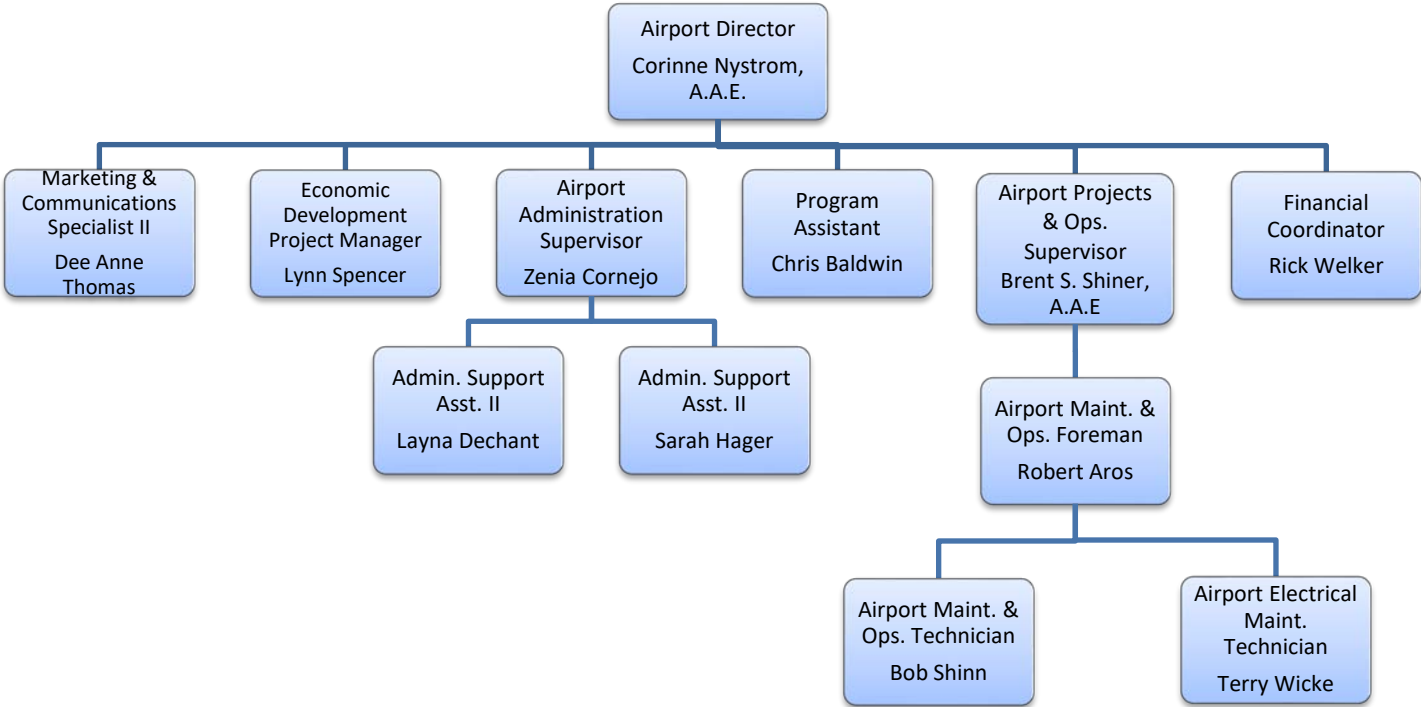 Airport Director
Corinne Nystrom,
A.A.E.
Marketing &
Communications
Specialist II
Dee Anne
Thomas
Economic
Development
Project Manager
Lynn Spencer
Airport
Administration
Supervisor
Zenia Cornejo
Program
Assistant
Chris Baldwin
Airport Projects
& Ops.
Supervisor
Brent S. Shiner,
A.A.E
Financial
Coordinator
Rick Welker
Admin. Support
Asst. II
Layna Dechant
Admin. Support
Asst. II
Sarah Hager
Airport Maint. &
Ops. Foreman
Robert Aros
Airport Maint. &
Ops. Technician
Bob Shinn
Airport Electrical
Maint.
Technician
Terry Wicke